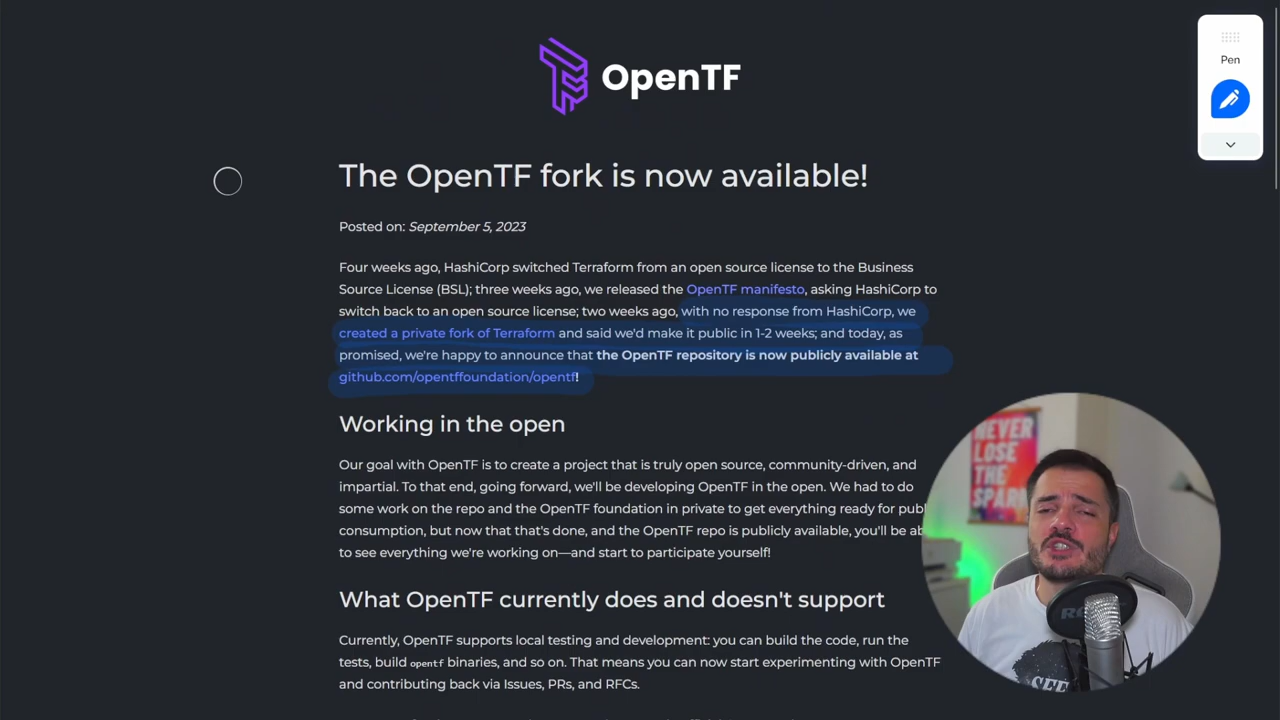 OpenTF
Pen
The OpenTF fork is now available!
Posted on: September 5, 2023
Four weeks ago, HashiCorp switched Terraform from an open source license to the Business
Source License (BSL); three weeks ago, we released the OpenTF manifesto, asking HashiCorp to
switch back to an open source license; two weeks ago, with no response from HashiCorp, we
created a private fork of Terraform and said we'd make it public in 1-2 weeks; and today, as
promised, we're happy to announce that the OpenTF repository is now publicly available at
github.com/opentffoundation/opentf!
Working in the open
Our goal with OpenTF is to create a project that is truly open source, community-driven, and
impartial. To that end, going forward, we'll be developing OpenTF in the open. We had to do
some work on the repo and the OpenTF foundation in private to get everything ready for
consumption, but now that that's done, and the OpenTF repo is publicly available, you'll be
to see everything we're working on—and start to participate yourself!
What OpenTF currently does and doesn't support
Currently, OpenTF supports local testing and development: you can build the code, run the
tests, build opentf binaries, and so on. That means you can now start experimenting with OpenTF
and contributing back via Issues, PRs, and RFCs.
NEVER
LOSE
THE
SPARK
SEE